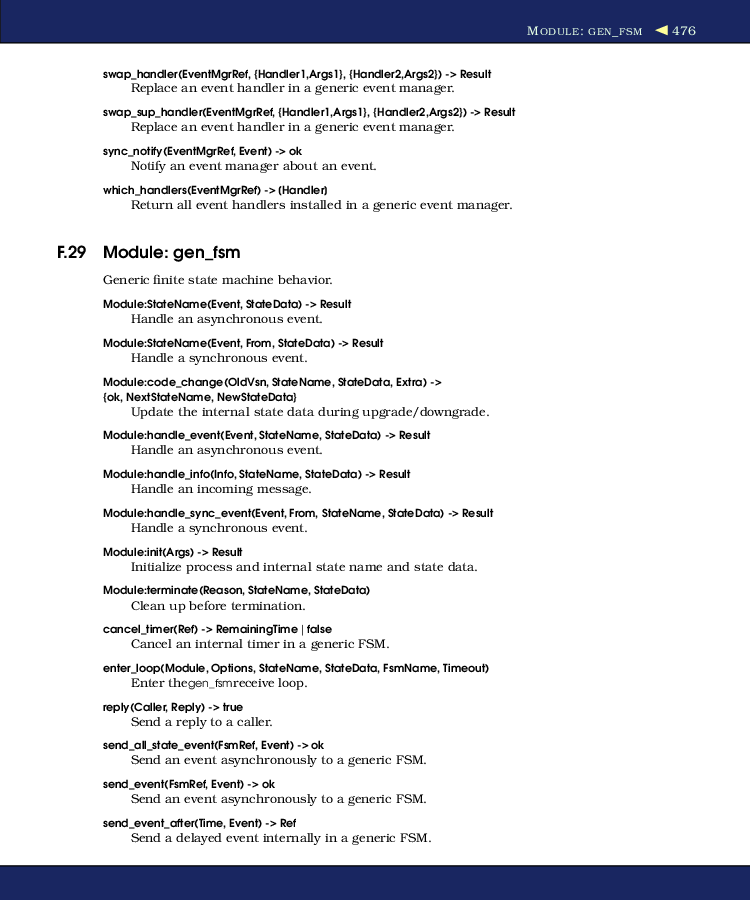 MODULE: GEN_FSM ◀ 476
swap_handler(EventMgrRef, {Handler1,Args1}, {Handler2,Args2}) -> Result
Replace an event handler in a generic event manager.
swap_sup_handler(EventMgrRef, {Handler1,Args1}, {Handler2,Args2}) -> Result
Replace an event handler in a generic event manager.
sync_notify(EventMgrRef, Event) -> ok
Notify an event manager about an event.
which_handlers(EventMgrRef) -> [Handler]
Return all event handlers installed in a generic event manager.
F.29 Module: gen_fsm
Generic finite state machine behavior.
Module:StateName(Event, StateData) -> Result
Handle an asynchronous event.
Module:StateName(Event, From, StateData) -> Result
Handle a synchronous event.
Module:code_change(OldVsn, StateName, StateData, Extra) ->
{ok, NextStateName, NewStateData}
Update the internal state data during upgrade/downgrade.
Module:handle_event(Event, StateName, StateData) -> Result
Handle an asynchronous event.
Module:handle_info(Info, StateName, StateData) -> Result
Handle an incoming message.
Module:handle_sync_event(Event, From, StateName, StateData) -> Result
Handle a synchronous event.
Module:init(Args) -> Result
Initialize process and internal state name and state data.
Module:terminate(Reason, StateName, StateData)
Clean up before termination.
cancel_timer(Ref) -> RemainingTime | false
Cancel an internal timer in a generic FSM.
enter_loop(Module, Options, StateName, StateData, FsmName, Timeout)
Enter thegen_fsmreceive loop.
reply(Caller, Reply) -> true
Send a reply to a caller.
send_all_state_event(FsmRef, Event) -> ok
Send an event asynchronously to a generic FSM.
send_event(FsmRef, Event) -> ok
Send an event asynchronously to a generic FSM.
send_event_after(Time, Event) -> Ref
Send a delayed event internally in a generic FSM.